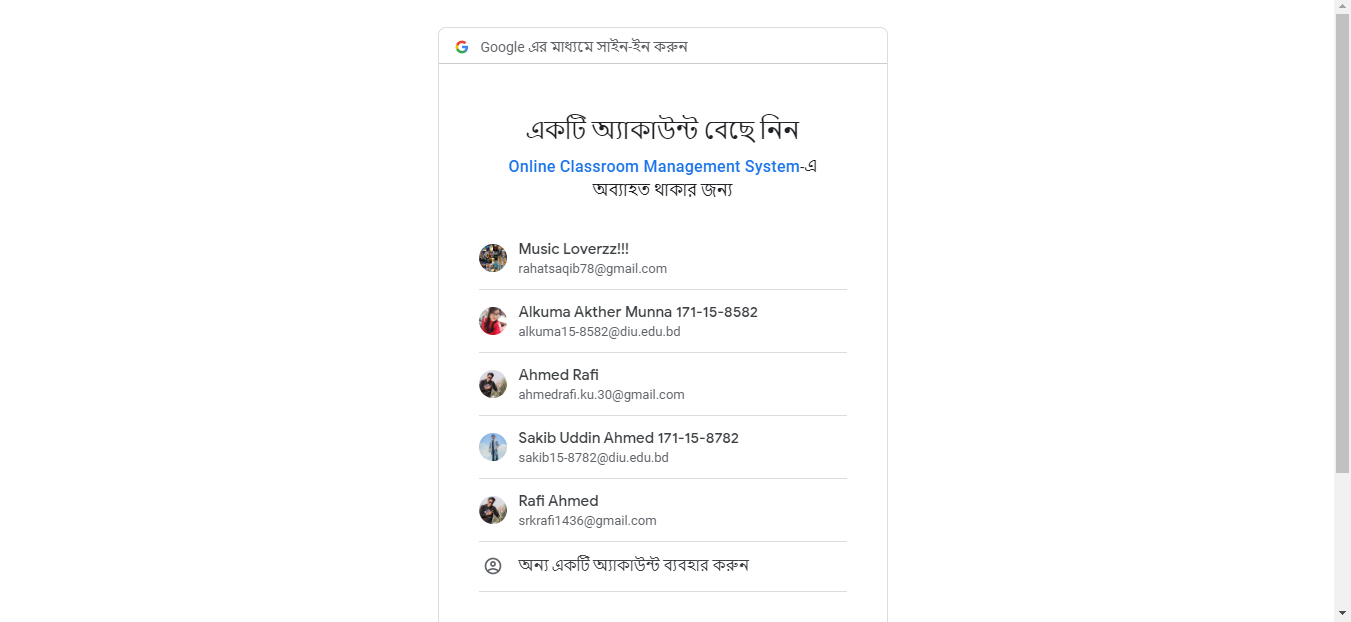 Google এর মাধ্যমে সাইন-ইন করুন
একটি অ্যাকাউন্ট বেছে নিন
Online Classroom Management System-এ
অব্যাহত থাকার জন্য
Music Loverzz!!!
rahatsaqib78@gmail.com
Alkuma Akther Munna 171-15-8582
alkuma15-8582@diu.edu.bd
Ahmed Rafi
ahmedrafi.ku.30@gmail.com
Sakib Uddin Ahmed 171-15-8782
sakib15-8782@diu.edu.bd
Rafi Ahmed
srkrafi1436@gmail.com
অন্য একটি অ্যাকাউন্ট ব্যবহার করুন